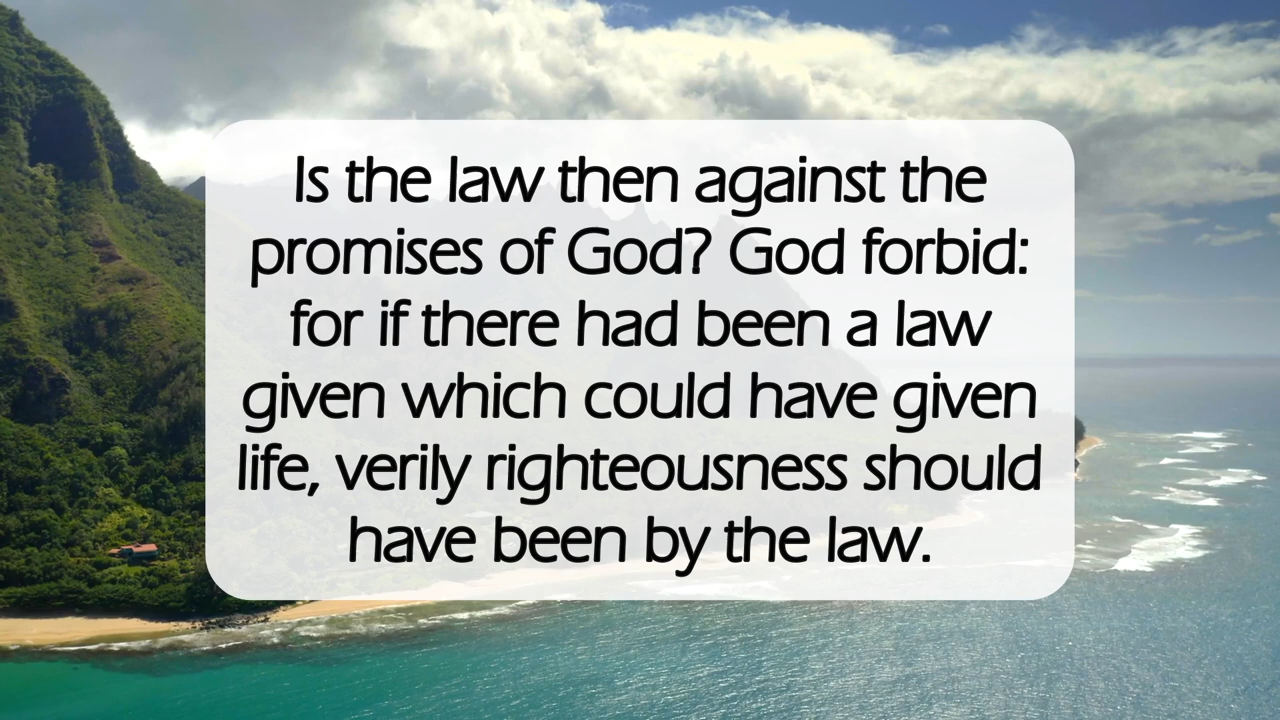 Is the law then against the
promises of God? God forbid:
for if there had been a law
given which could have given
life, verily righteousness should
have been by the law.